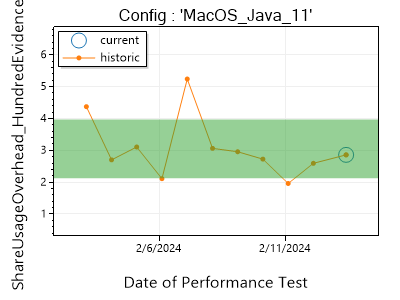 Config : 'MacOS_Java_11'
ShareUsageOverhead_HundredEvidence
current
historic
6
5
4
3
2
1
2/6/2024
2/11/2024
Date of Performance Test